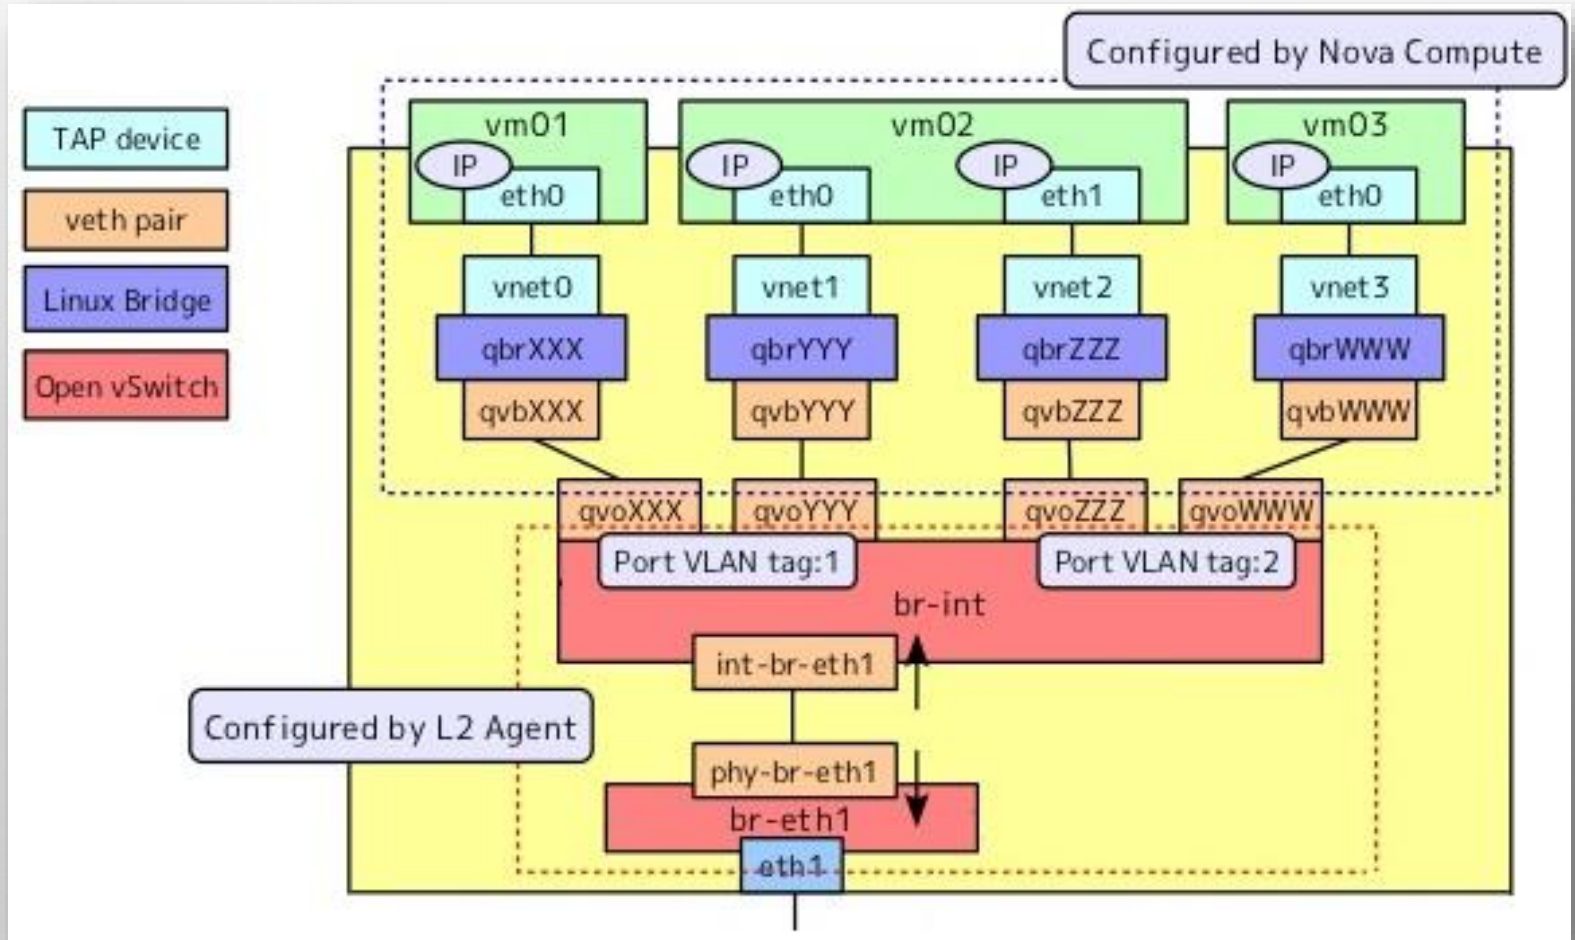 Configured by Nova Compute
TAP device
veth pair
Linux Bridge
Open vSwitch
vm01
vm02
vm03
IP
IP
IP
IP
eth0
eth0
eth1
eth0
vnet0
vnet1
vnet2
vnet3
qbrXXX
qbrYYY
qbrZZZ
qbrWWW
qvbXXX
qvbYYY
qvbZZZ
qvbWWW
qvoXXX
qvoYYY
qvoZZZ
qvoWWW
Port VLAN tag:1
Port VLAN tag:2
br-int
int-br-eth1
Configured by L2 Agent
phy-br-eth1
br-eth1
eth1